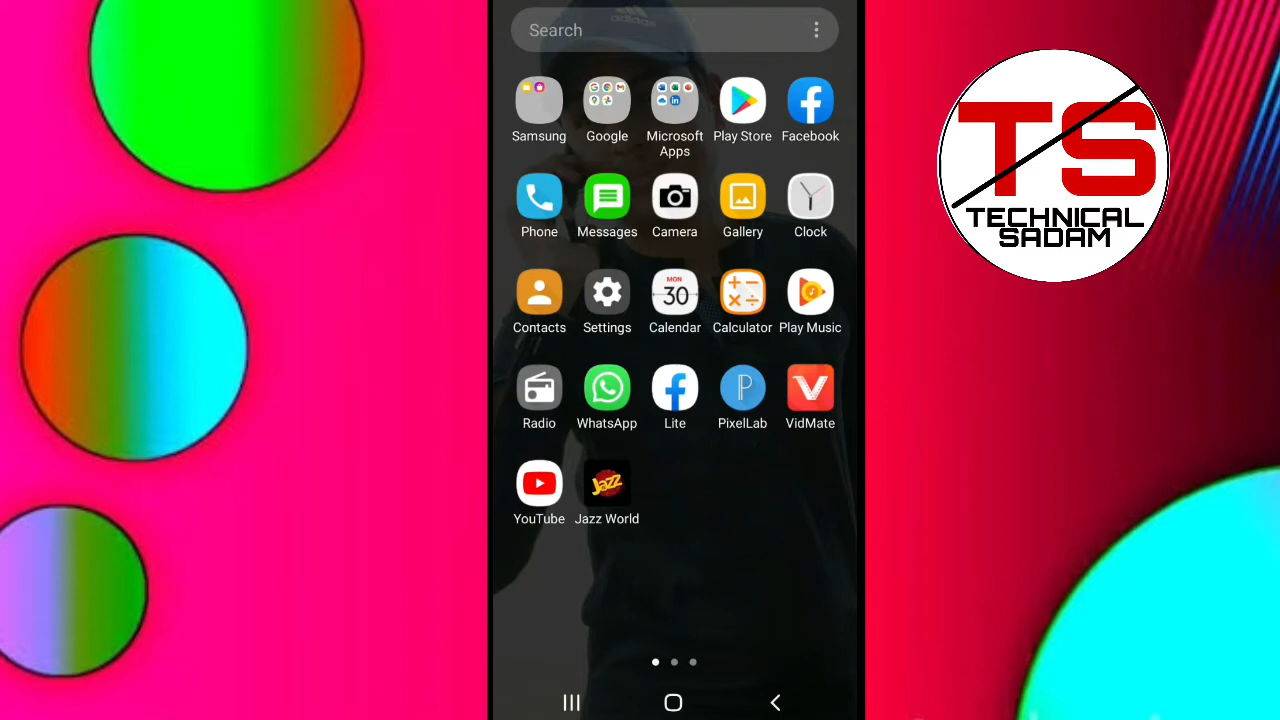 adidas
Search
Samsung
Google
Microsoft
Apps
Play Store
Facebook
Phone
Messages
Camera
Gallery
Clock
Contacts
Settings
MON
30
Calendar
Calculator
Play Music
Radio
WhatsApp
Lite
PixelLab
VidMate
YouTube
Jazz
Jazz World
TS
TECHNICAL
SADAM